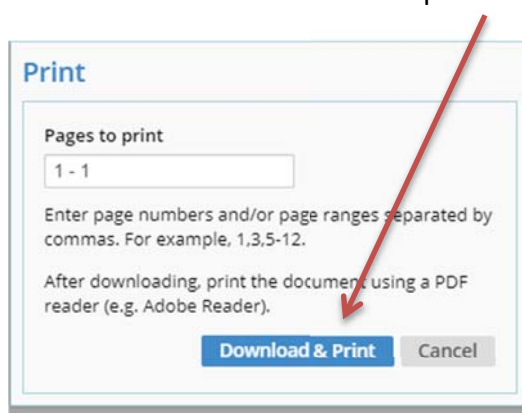 Print
Pages to print
1 - 1
Enter page numbers and/or page ranges separated by
commas. For example, 1,3,5-12.
After downloading, print the document using a PDF
reader (e.g. Adobe Reader).
Download & Print Cancel